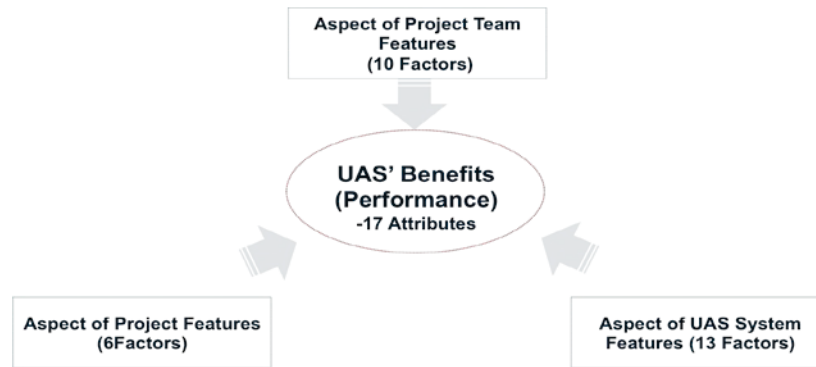 Aspect of Project Team
Features
(10 Factors)
UAS’ Benefits
(Performance)
-17 Attributes
Aspect of Project Features
(6Factors)
Aspect of UAS System
Features (13 Factors)